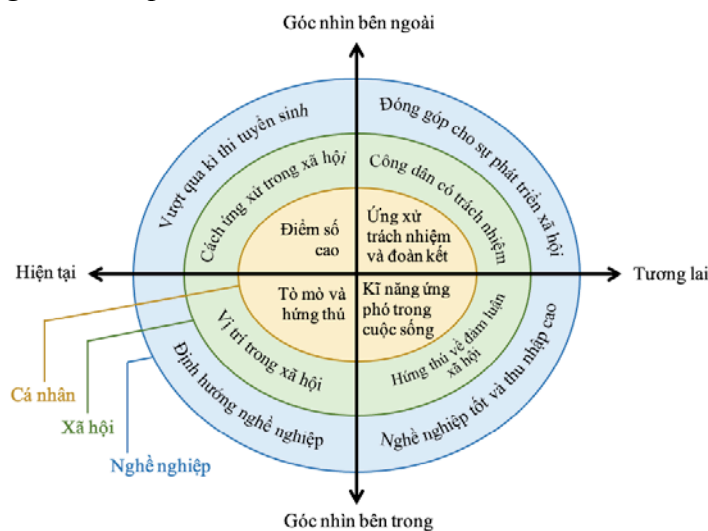 Góc nhìn bên ngoài
Vượt qua kì thi tuyển sinh
Đóng góp cho sự phát triển xã hội
Cách ứng xử trong xã hội
Công dân có trách nhiệm
Điểm số
cao
Ứng xử
trách nhiệm
và đoàn kết
Hiện tại
Tương lai
Tò mò và
hứng thú
Kĩ năng ứng
phó trong
cuộc sống
Vị trí trong xã hội
Hứng thú về đàm luân
xã hội
Định hướng nghề nghiệp
Nghề nghiệp tốt và thu nhập cao
Cá nhân
Xã hội
Nghề nghiệp
Góc nhìn bên trong